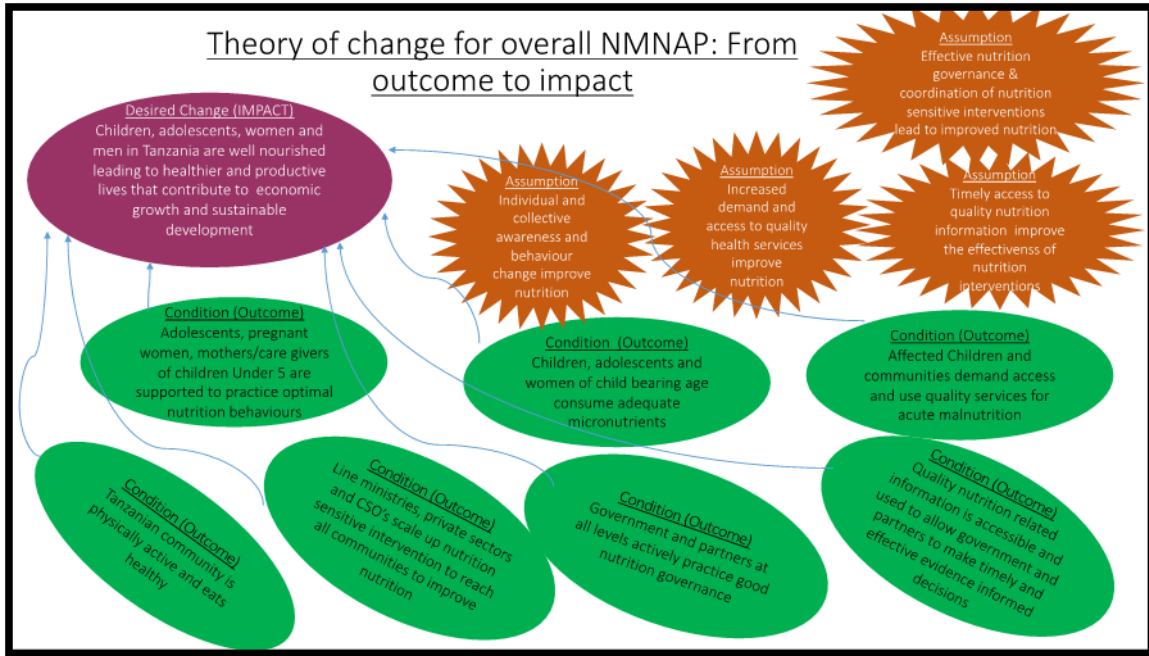 Theory of change for overall NMNAP: From
outcome to impact
Assumption
Effective nutrition
governance &
coordination of nutrition
sensitive interventions
lead to improved nutrition
Desired Change (IMPACT)
Children, adolescents, women and
men in Tanzania are well nourished
leading to healthier and productive
lives that contribute to economic
growth and sustainable
development
Assumption
Individual and
collective
awareness and
behaviour
change improve
nutrition
Assumption
Increased
demand and
access to quality
health services
improve
nutrition
Assumption
Timely access to
quality nutrition
information improve
the effectivenss of
nutrition
interventions
Condition (Outcome)
Adolescents, pregnant
women, mothers/care givers
of children Under 5 are
supported to practice optimal
nutrition behaviours
Condition (Outcome)
Children, adolescents and
women of child bearing age
consume adequate
micronutrients
Condition (Outcome)
Affected Children and
communities demand access
and use quality services for
acute malnutrition
Condition (Outcome)
Tanzanian community is
physically active and eats
healthy
Condition (Outcome)
Line ministries, private sectors
and CSO's scale up nutrition
sensitive intervention to reach
all communities to improve
nutrition
Condition (Outcome)
Government and partners at
all levels actively practice good
nutrition governance
Condition (Outcome)
Quality nutrition related
information is accessible and
used to allow government and
partners to make timely and
effective evidence informed
decisions